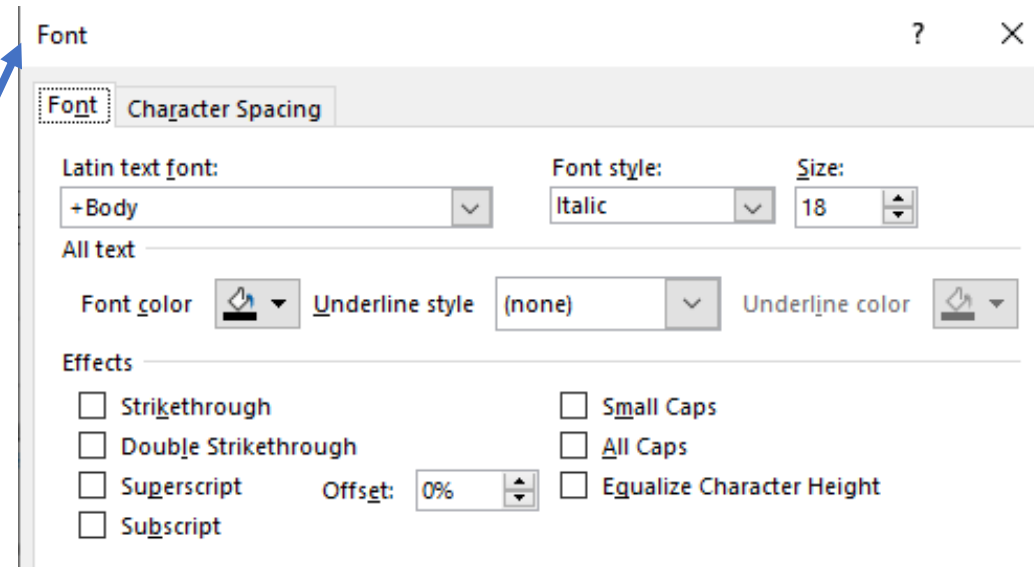 Font ? ×
Font Character Spacing
Latin text font: Font style: Size:
+Body Italic 18
All text
Font color Underline style (none) Underline color
Effects
Strikethrough Small Caps
Double Strikethrough All Caps
Superscript Offset: 0% Equalize Character Height
Subscript